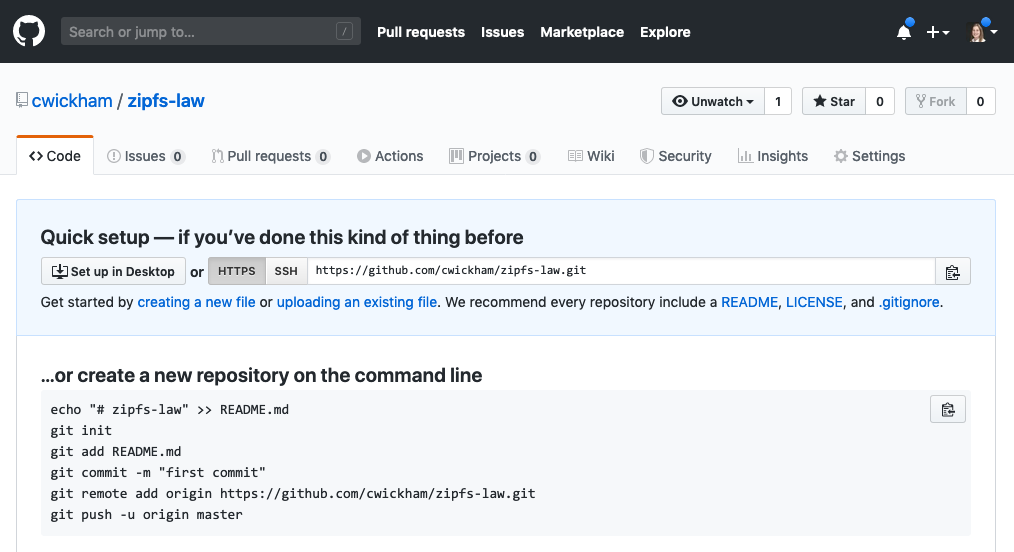 Search or jump to... /
Pull requests Issues Marketplace Explore
cwickham / zipfs-law
Unwatch 1 Star 0 Fork 0
Code Issues 0 Pull requests 0 Actions Projects 0 Wiki Security Insights Settings
Quick setup — if you’ve done this kind of thing before
Set up in Desktop or HTTPS SSH https://github.com/cwickham/zipfs-law.git
Get started by creating a new file or uploading an existing file. We recommend every repository include a README, LICENSE, and .gitignore.
…or create a new repository on the command line
echo "# zipfs-law" >> README.md
git init
git add README.md
git commit -m "first commit"
git remote add origin https://github.com/cwickham/zipfs-law.git
git push -u origin master